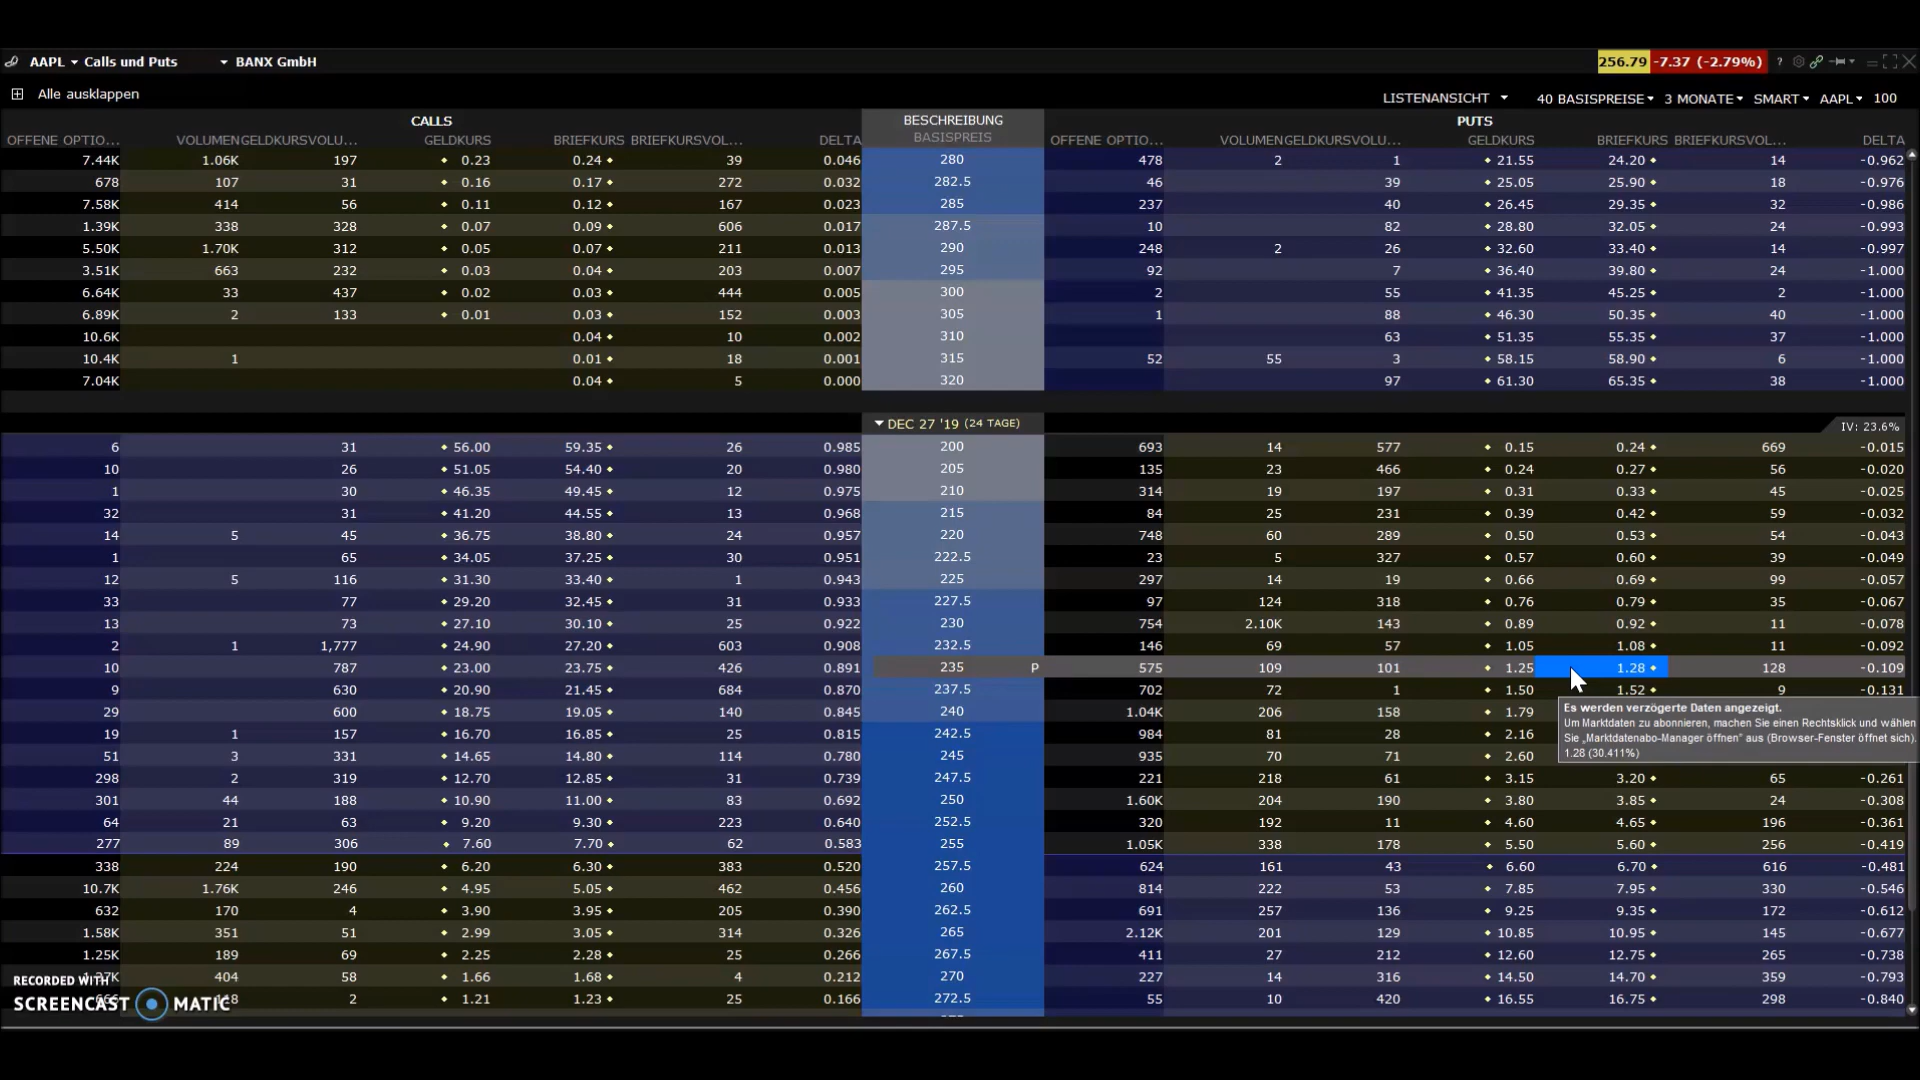 AAPL Calls und Puts BANX GmbH 256.79 -7.37 (-2.79%) ?
Alle ausklappen LISTENANSICHT 40 BASISPREISE 3 MONATE SMART AAPL 100
CALLS BESCHREIBUNG PUTS
OFFENE OPTIO... VOLUMEN GELDKURSVOLU... GELDKURS BRIEFKURS BRIEFKURSVOL... DELTA BASISPREIS OFFENE OPTIO... VOLUMEN GELDKURSVOLU... GELDKURS BRIEFKURS BRIEFKURSVOL... DELTA
7.44K 1.06K 197 0.23 0.24 39 0.046 280 478 2 1 21.55 24.20 14 -0.962
678 107 31 0.16 0.17 272 0.032 282.5 46 39 25.05 25.90 18 -0.976
7.58K 414 56 0.11 0.12 167 0.023 285 237 40 26.45 29.35 32 -0.986
1.39K 338 328 0.07 0.09 606 0.017 287.5 10 82 28.80 32.05 24 -0.993
5.50K 1.70K 312 0.05 0.07 211 0.013 290 248 2 26 32.60 33.40 14 -0.997
3.51K 663 232 0.03 0.04 203 0.007 295 92 7 36.40 39.80 24 -1.000
6.64K 33 437 0.02 0.03 444 0.005 300 2 55 41.35 45.25 2 -1.000
6.89K 2 133 0.01 0.03 152 0.003 305 1 88 46.30 50.35 40 -1.000
10.6K 0.04 10 0.002 310 63 51.35 55.35 37 -1.000
10.4K 1 0.01 18 0.001 315 52 55 3 58.15 58.90 6 -1.000
7.04K 0.04 5 0.000 320 97 61.30 65.35 38 -1.000
DEC 27 '19 (24 TAGE) IV: 23.6%
6 31 56.00 59.35 26 0.985 200 693 14 577 0.15 0.24 669 -0.015
10 26 51.05 54.40 20 0.980 205 135 23 466 0.24 0.27 56 -0.020
1 30 46.35 49.45 12 0.975 210 314 19 197 0.31 0.33 45 -0.025
32 31 41.20 44.55 13 0.968 215 84 25 231 0.39 0.42 59 -0.032
14 5 45 36.75 38.80 24 0.957 220 748 60 289 0.50 0.53 54 -0.043
1 65 34.05 37.25 30 0.951 222.5 23 5 327 0.57 0.60 39 -0.049
12 5 116 31.30 33.40 1 0.943 225 297 14 19 0.66 0.69 99 -0.057
33 77 29.20 32.45 31 0.933 227.5 97 124 318 0.76 0.79 35 -0.067
13 73 27.10 30.10 25 0.922 230 754 2.10K 143 0.89 0.92 11 -0.078
2 1 1,777 24.90 27.20 603 0.908 232.5 146 69 57 1.05 1.08 11 -0.092
10 787 23.00 23.75 426 0.891 235 P 575 109 101 1.25 1.28 128 -0.109
9 630 20.90 21.45 684 0.870 237.5 702 72 1 1.50 1.52 9 -0.131
29 600 18.75 19.05 140 0.845 240 1.04K 206 158 1.79
19 1 157 16.70 16.85 25 0.815 242.5 984 81 28 2.16
51 3 331 14.65 14.80 114 0.780 245 935 70 71 2.60
Es werden verzögerte Daten angezeigt.
Um Marktdaten zu abonnieren, machen Sie einen Rechtsklick und wählen
Sie „Marktdatenabo-Manager öffnen" aus (Browser-Fenster öffnet sich).
1.28 (30.411%)
298 2 319 12.70 12.85 31 0.739 247.5 221 218 61 3.15 3.20 65 -0.261
301 44 188 10.90 11.00 83 0.692 250 1.60K 204 190 3.80 3.85 24 -0.308
64 21 63 9.20 9.30 223 0.640 252.5 320 192 11 4.60 4.65 196 -0.361
277 89 306 7.60 7.70 62 0.583 255 1.05K 338 178 5.50 5.60 256 -0.419
338 224 190 6.20 6.30 383 0.520 257.5 624 161 43 6.60 6.70 616 -0.481
10.7K 1.76K 246 4.95 5.05 462 0.456 260 814 222 53 7.85 7.95 330 -0.546
632 170 4 3.90 3.95 205 0.390 262.5 691 257 136 9.25 9.35 172 -0.612
1.58K 351 51 2.99 3.05 314 0.326 265 2.12K 201 129 10.85 10.95 145 -0.677
1.25K 189 69 2.25 2.28 25 0.266 267.5 411 27 212 12.60 12.75 265 -0.738
404 58 1.66 1.68 4 0.212 270 227 14 316 14.50 14.70 359 -0.793
2 1.21 1.23 25 0.166 272.5 55 10 420 16.55 16.75 298 -0.840
RECORDED WITH
SCREENCAST MATIC